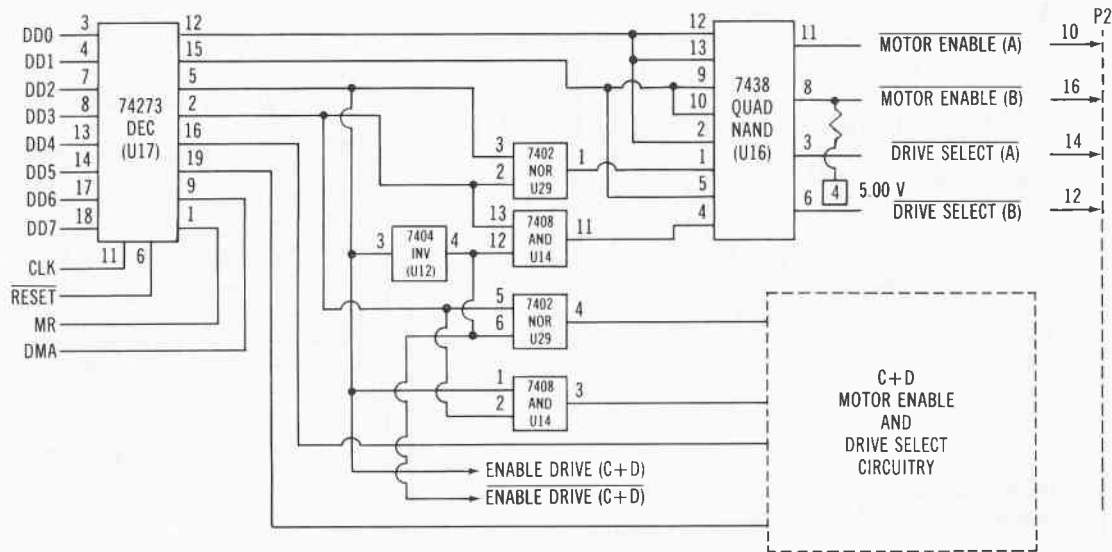 P2
DD0 3
DD1 4
DD2 7
DD3 8
DD4 13
DD5 14
DD6 17
DD7 18
74273
DEC
(U17)
12
15
5
2
16
19
9
1
11 6
CLK
RESET
MR
DMA
3 7404 4
INV
(U12)
3 7402 1
2 NOR
U29
13 7408 11
12 AND
U14
5 7402 4
6 NOR
U29
1 7408 3
2 AND
U14
12
13
9
10
2
1
5
4
7438
QUAD
NAND
(U16)
11 MOTOR ENABLE (A) 10
8 MOTOR ENABLE (B) 16
3 DRIVE SELECT (A) 14
4 5.00 V
6 DRIVE SELECT (B) 12
C+D
MOTOR ENABLE
AND
DRIVE SELECT
CIRCUITRY
ENABLE DRIVE (C+D)
ENABLE DRIVE (C+D)